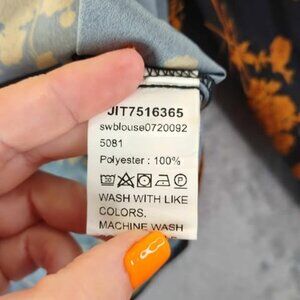 JIT7516365
swblouse0720092
5081
Polyester : 100%
WASH WITH LIKE
COLORS.
MACHINE WASH